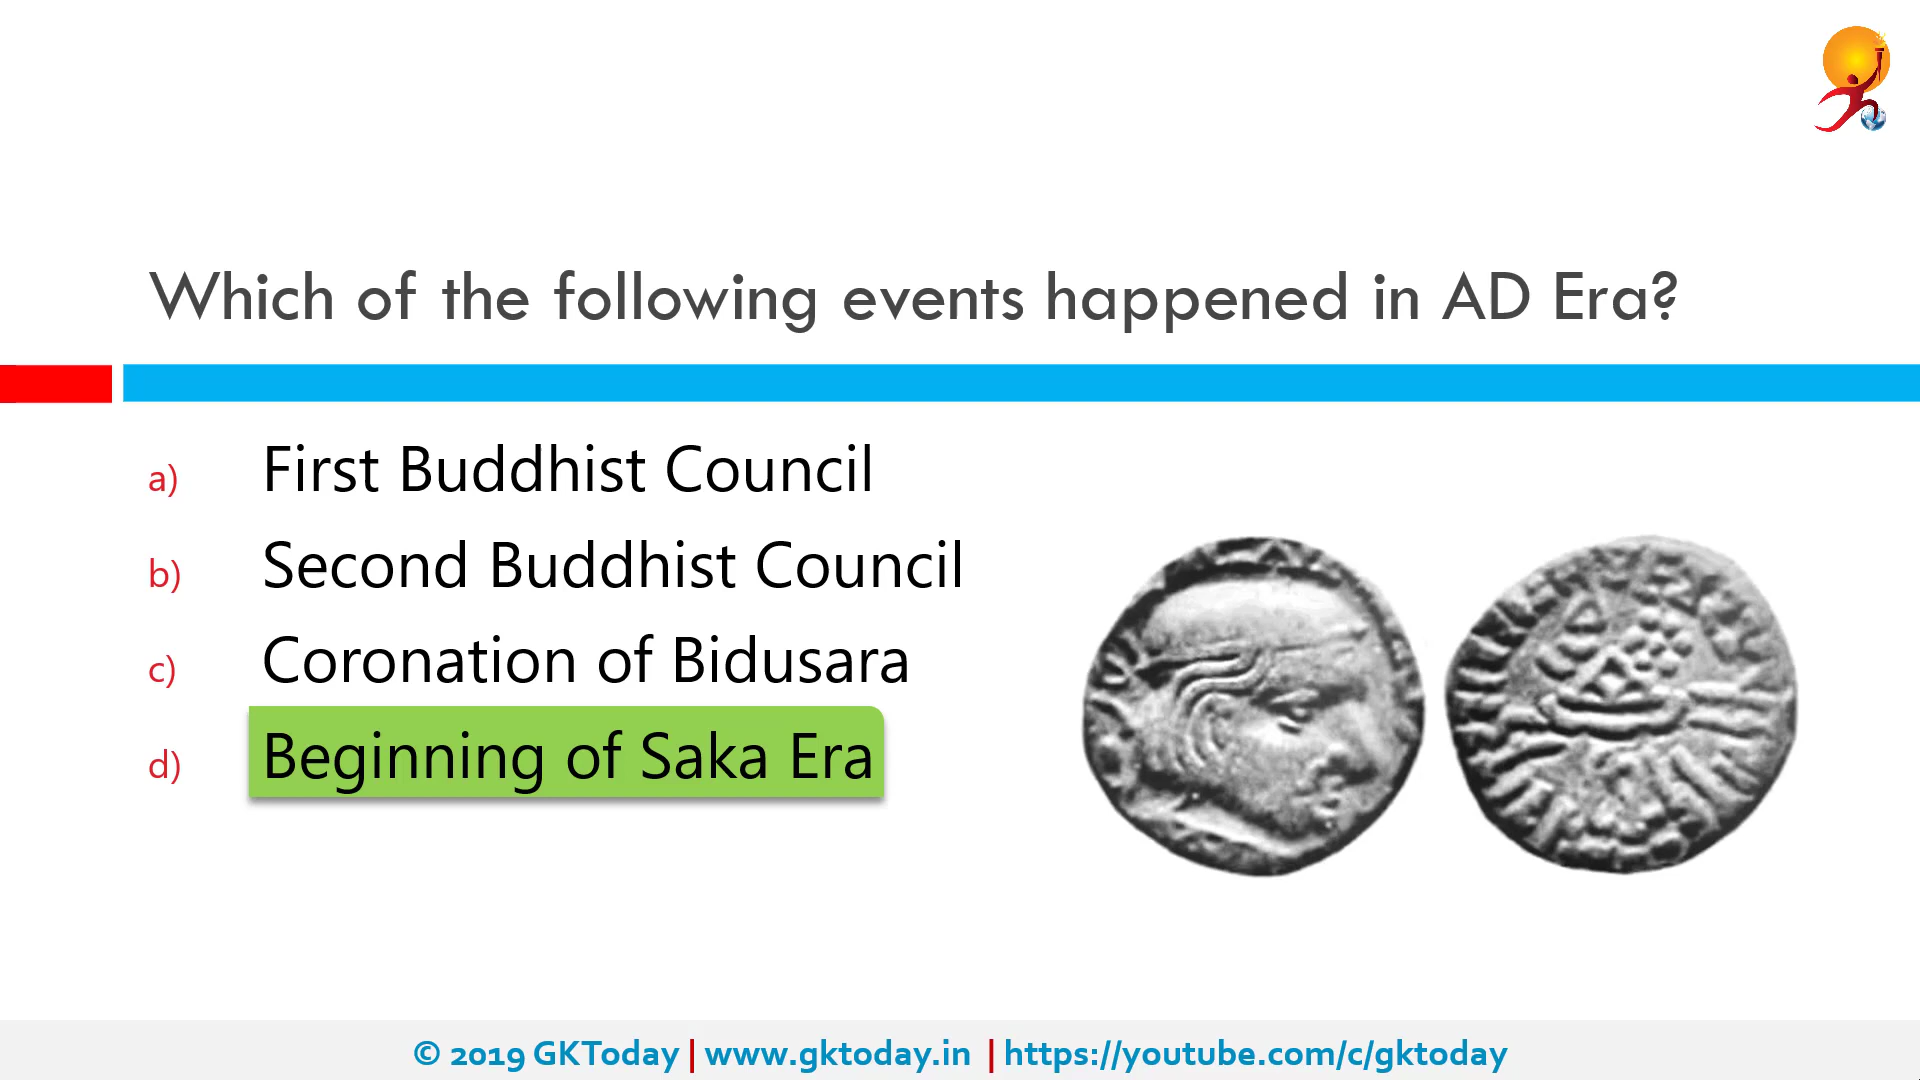 Which of the following events happened in AD Era?
a) First Buddhist Council
b) Second Buddhist Council
c) Coronation of Bidusara
d) Beginning of Saka Era
© 2019 GKToday | www.gktoday.in | https://youtube.com/c/gktoday